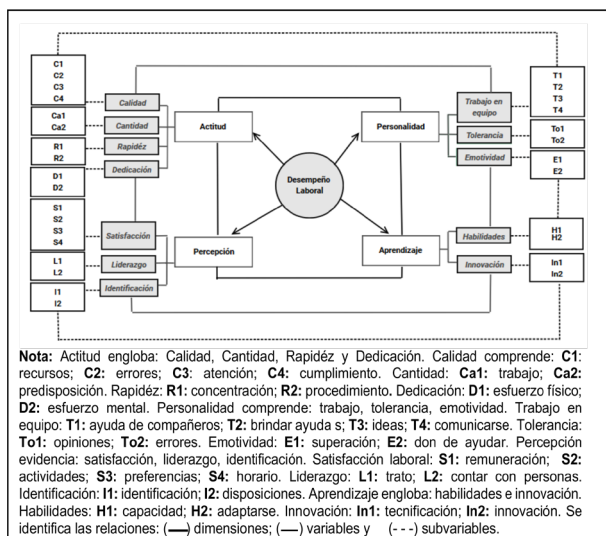 C1
C2
C3
C4
Ca1
Ca2
R1
R2
D1
D2
S1
S2
S3
S4
L1
L2
I1
I2
Calidad
Cantidad
Rapidéz
Dedicación
Satisfacción
Liderazgo
Identificación
Actitud
Percepción
Desempeño
Laboral
Personalidad
Aprendizaje
Trabajo en
equipo
Tolerancia
Emotividad
Habilidades
Innovación
T1
T2
T3
T4
To1
To2
E1
E2
H1
H2
In1
In2
Nota: Actitud engloba: Calidad, Cantidad, Rapidéz y Dedicación. Calidad comprende: C1:
recursos; C2: errores; C3: atención; C4: cumplimiento. Cantidad: Ca1: trabajo; Ca2:
predisposición. Rapidéz: R1: concentración; R2: procedimiento. Dedicación: D1: esfuerzo físico;
D2: esfuerzo mental. Personalidad comprende: trabajo, tolerancia, emotividad. Trabajo en
equipo: T1: ayuda de compañeros; T2: brindar ayuda s; T3: ideas; T4: comunicarse. Tolerancia:
To1: opiniones; To2: errores. Emotividad: E1: superación; E2: don de ayudar. Percepción
evidencia: satisfacción, liderazgo, identificación. Satisfacción laboral: S1: remuneración; S2:
actividades; S3: preferencias; S4: horario. Liderazgo: L1: trato; L2: contar con personas.
Identificación: I1: identificación; I2: disposiciones. Aprendizaje engloba: habilidades e innovación.
Habilidades: H1: capacidad; H2: adaptarse. Innovación: In1: tecnificación; In2: innovación. Se
identifica las relaciones: (—) dimensiones; (—) variables y (- - -) subvariables.